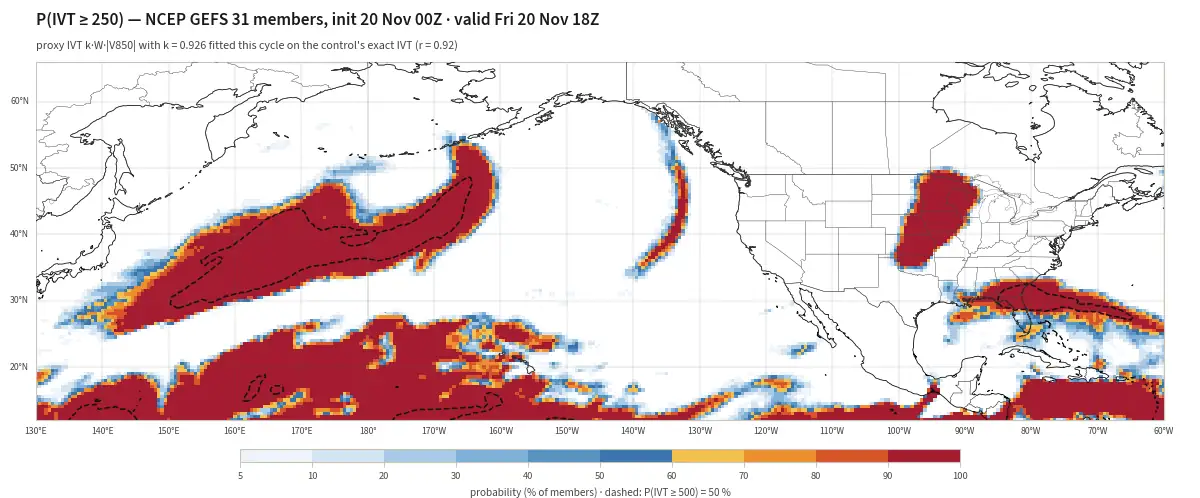 P(IVT ≥ 250) — NCEP GEFS 31 members, init 20 Nov 00Z · valid Fri 20 Nov 18Z
proxy IVT k·W·|V850| with k = 0.926 fitted this cycle on the control's exact IVT (r = 0.92)
60°N
50°N
40°N
30°N
20°N
130°E 140°E 150°E 160°E 170°E 180° 170°W 160°W 150°W 140°W 130°W 120°W 110°W 100°W 90°W 80°W 70°W 60°W
5 10 20 30 40 50 60 70 80 90 100
probability (% of members) · dashed: P(IVT ≥ 500) = 50 %